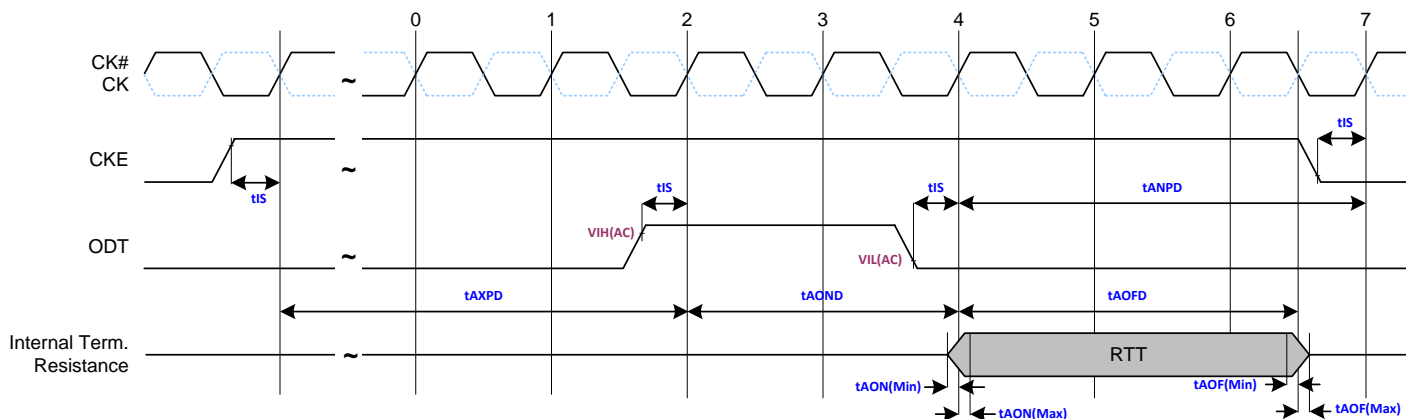 0 1 2 3 4 5 6 7
CK#
CK
~
CKE
~
tIS
tIS
tIS
tIS
tANPD
VIH(AC)
ODT
VIL(AC)
~
tAXPD
tAOND
tAOFD
Internal Term.
Resistance
~
RTT
tAON(Min)
tAOF(Min)
tAON(Max)
tAOF(Max)